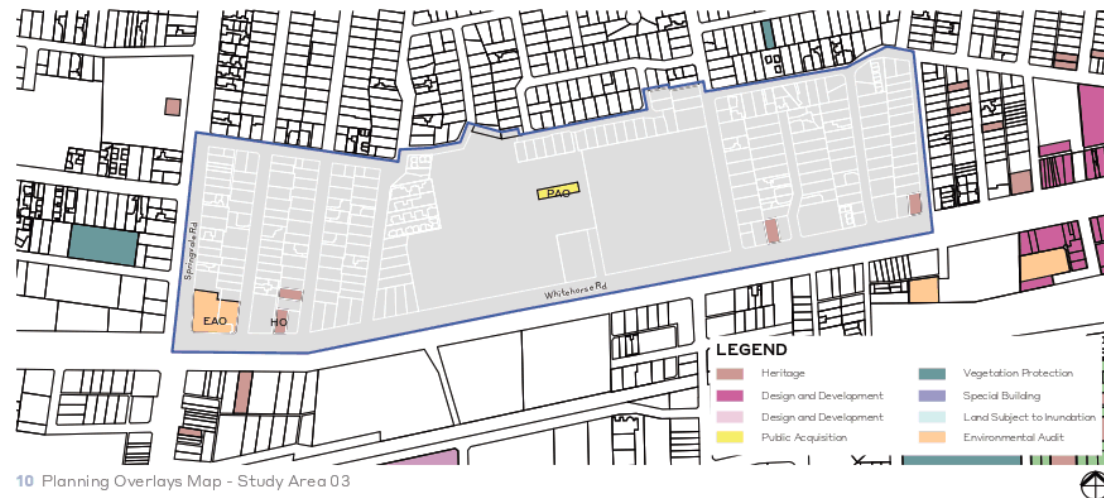 PAO
Springvale Rd
Whitehorse Rd
EAO
HO
LEGEND
Heritage
Design and Development
Design and Development
Public Acquisition
Vegetation Protection
Special Building
Land Subject to Inundation
Environmental Audit
10 Planning Overlays Map - Study Area 03